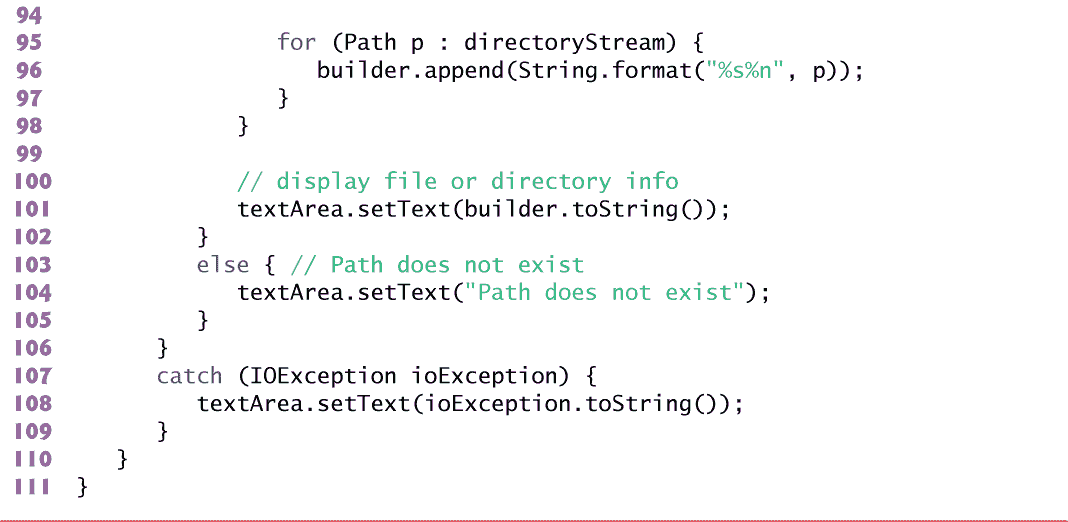 94
95                  for (Path p : directoryStream) {
96                     builder.append(String.format("%s%n", p));
97                  }
98               }
99
100               // display file or directory info
101               textArea.setText(builder.toString());
102            }
103            else { // Path does not exist
104               textArea.setText("Path does not exist");
105            }
106         }
107         catch (IOException ioException) {
108            textArea.setText(ioException.toString());
109         }
110      }
111   }